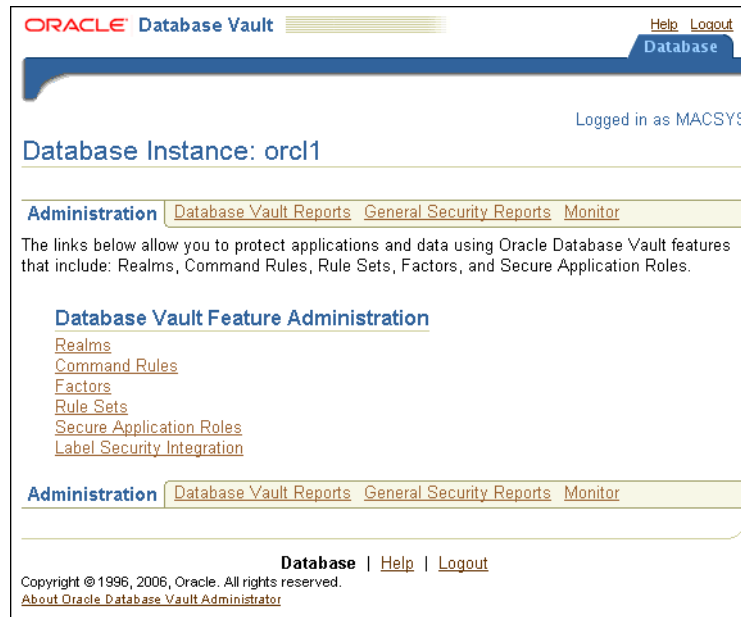 ORACLE Database Vault
Help Logout
Database
Logged in as MACSYS
Database Instance: orcl1
Administration Database Vault Reports General Security Reports Monitor
The links below allow you to protect applications and data using Oracle Database Vault features
that include: Realms, Command Rules, Rule Sets, Factors, and Secure Application Roles.
Database Vault Feature Administration
Realms
Command Rules
Factors
Rule Sets
Secure Application Roles
Label Security Integration
Administration Database Vault Reports General Security Reports Monitor
Database | Help | Logout
Copyright © 1996, 2006, Oracle. All rights reserved.
About Oracle Database Vault Administrator